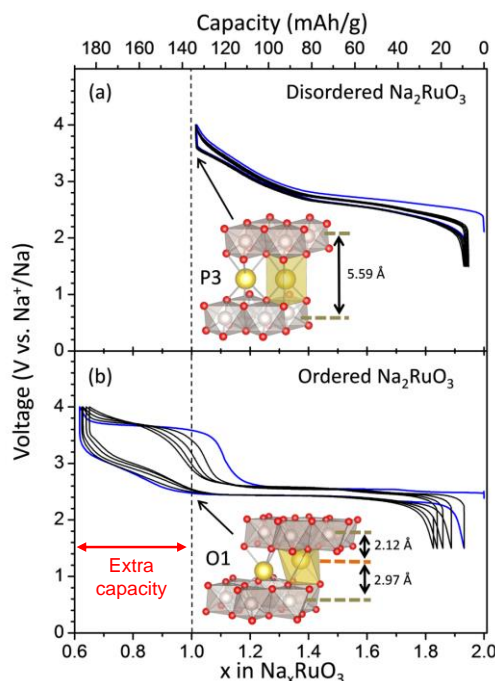 Capacity (mAh/g)
180 160 140 120 100 80 60 40 20 0
(a) Disordered Na₂RuO₃
4
3
2
1
0
P3
5.59 Å
Voltage (V vs. Na⁺/Na)
(b) Ordered Na₂RuO₃
4
3
2
1
0
O1
2.12 Å
2.97 Å
Extra
capacity
0.6 0.8 1.0 1.2 1.4 1.6 1.8 2.0
x in NaₓRuO₃